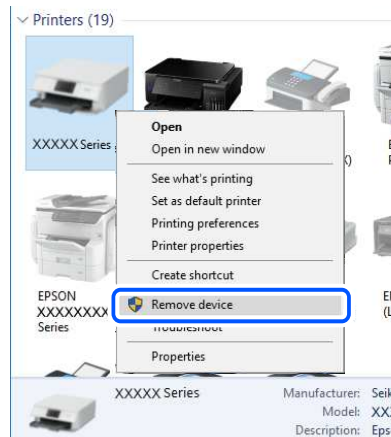 Printers (19)
XXXXX Series
Open
Open in new window
See what's printing
Set as default printer
Printing preferences
Printer properties
Create shortcut
Remove device
Troubleshoot
Properties
EPSON
XXXXXXXX
Series
XXXXX Series
Manufacturer:
Model:
Description: